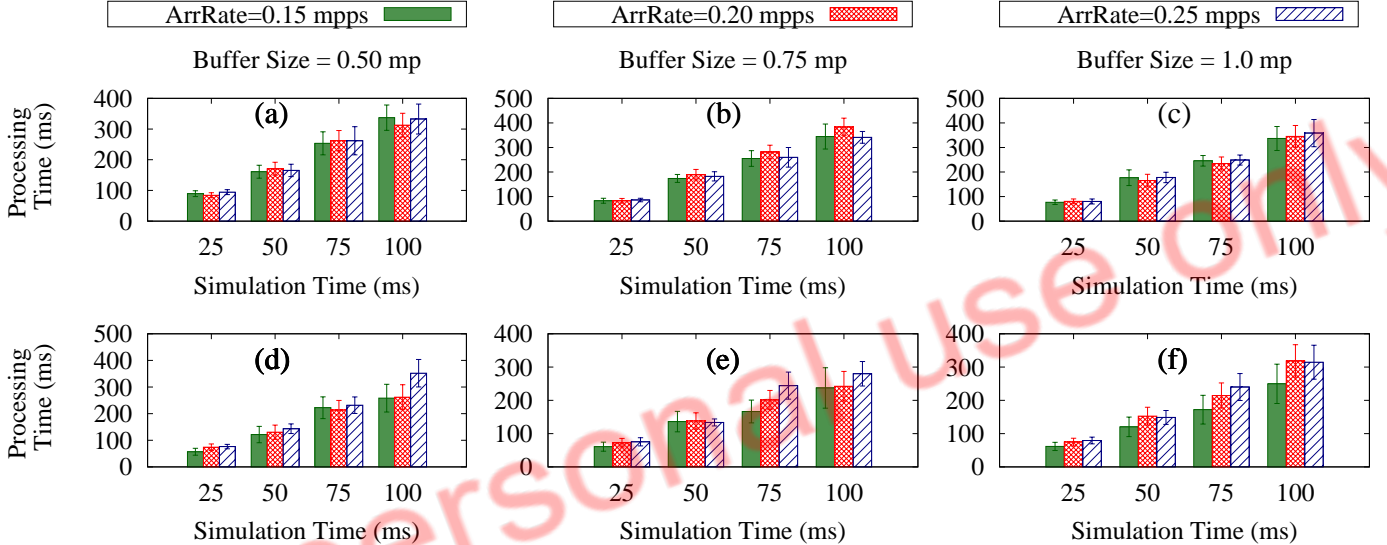 ArrRate=0.15 mpps ArrRate=0.20 mpps ArrRate=0.25 mpps
Buffer Size = 0.50 mp Buffer Size = 0.75 mp Buffer Size = 1.0 mp
Processing
Time (ms)
400
300
200
100
0
(a)
25 50 75 100
Simulation Time (ms)
500
400
300
200
100
0
(b)
25 50 75 100
Simulation Time (ms)
500
400
300
200
100
0
(c)
25 50 75 100
Simulation Time (ms)
Processing
Time (ms)
500
400
300
200
100
0
(d)
25 50 75 100
Simulation Time (ms)
400
300
200
100
0
(e)
25 50 75 100
Simulation Time (ms)
400
300
200
100
0
(f)
25 50 75 100
Simulation Time (ms)
personal use only